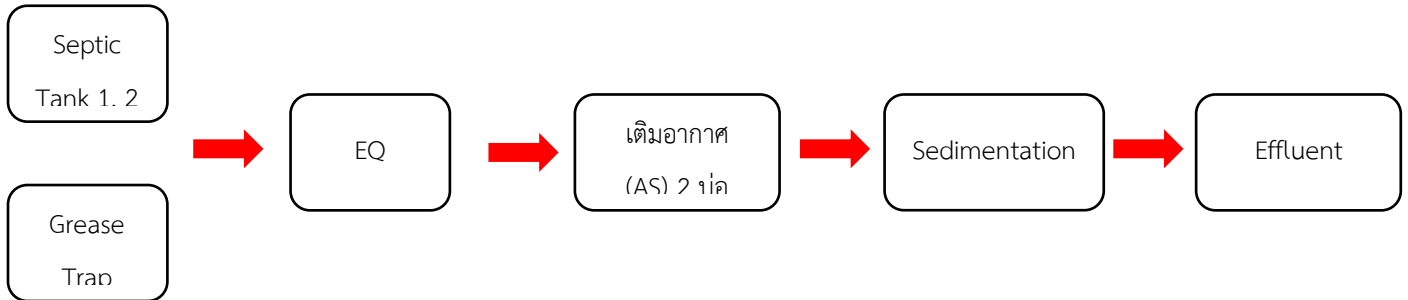 Septic
Tank 1, 2
Grease
Trap
EQ
เติมอากาศ
(AS) 2 บ่อ
Sedimentation
Effluent